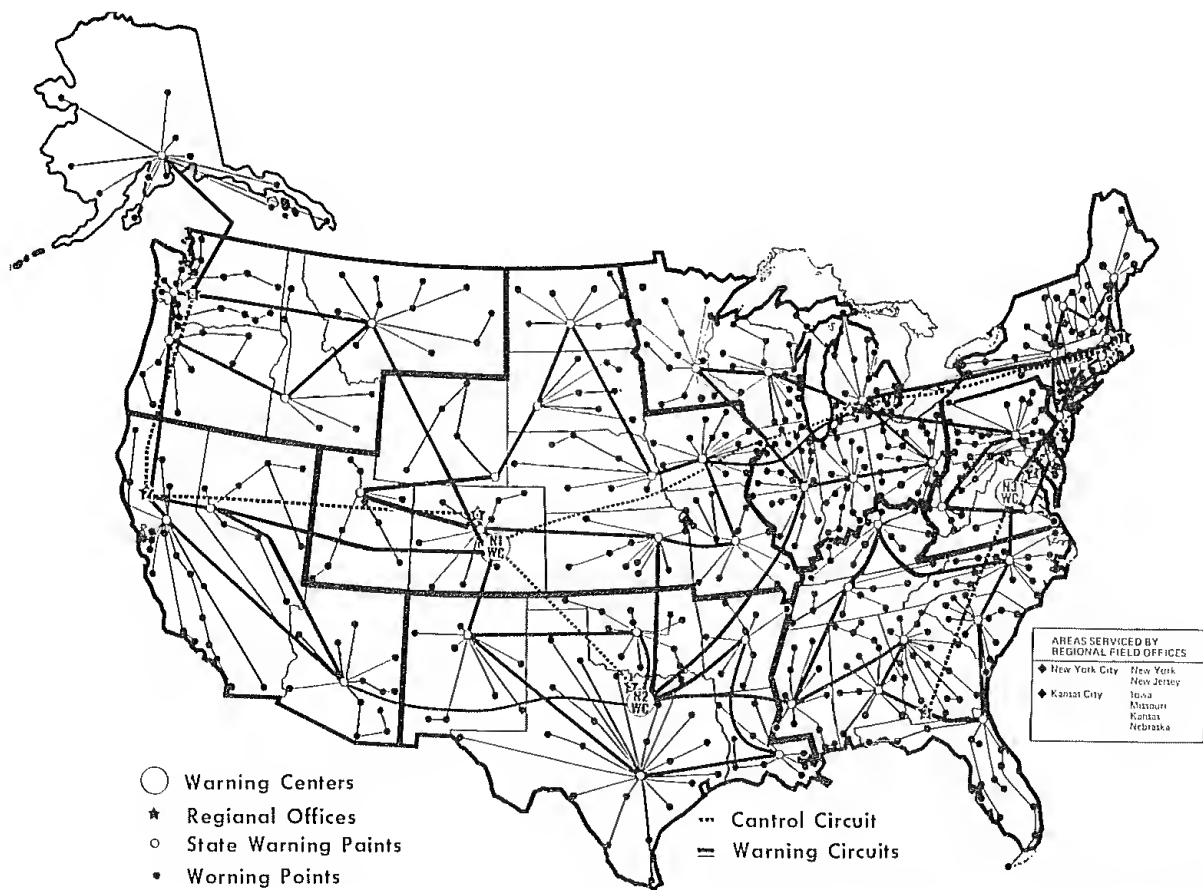 N1
WC
N2
WC
N3
WC
AREAS SERVICED BY
REGIONAL FIELD OFFICES
New York City New York
New Jersey
Kansas City Iowa
Missouri
Kansas
Nebraska
Warning Centers
Regianal Offices
State Warning Paints
Worning Points
Cantrol Circuit
Warning Circuits